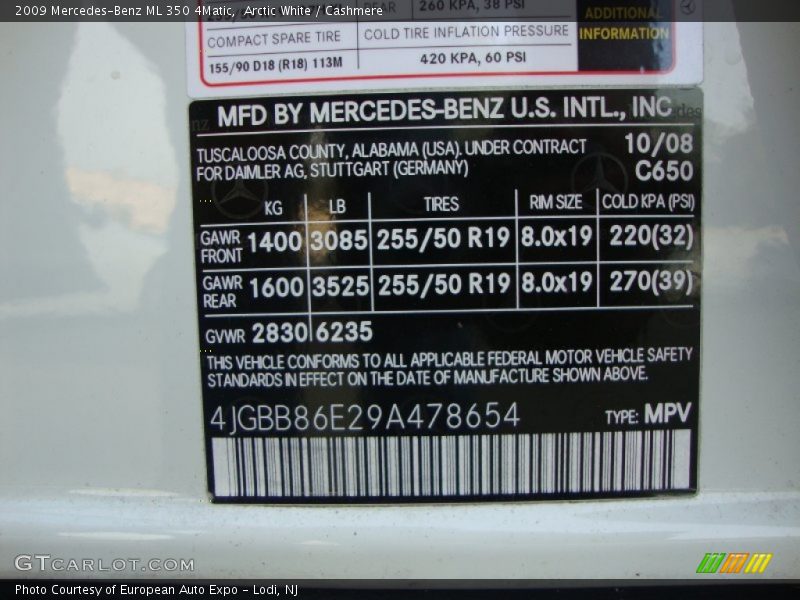 2009 Mercedes-Benz ML 350 4Matic, Arctic White / Cashmere
REAR 260 KPA, 38 PSI
COMPACT SPARE TIRE COLD TIRE INFLATION PRESSURE
155/90 D18 (R18) 113M 420 KPA, 60 PSI
ADDITIONAL
INFORMATION
MFD BY MERCEDES-BENZ U.S. INTL., INC
TUSCALOOSA COUNTY, ALABAMA (USA), UNDER CONTRACT 10/08
FOR DAIMLER AG, STUTTGART (GERMANY) C650
KG LB TIRES RIM SIZE COLD KPA (PSI)
GAWR FRONT 1400 3085 255/50 R19 8.0x19 220(32)
GAWR REAR 1600 3525 255/50 R19 8.0x19 270(39)
GVWR 2830 6235
THIS VEHICLE CONFORMS TO ALL APPLICABLE FEDERAL MOTOR VEHICLE SAFETY
STANDARDS IN EFFECT ON THE DATE OF MANUFACTURE SHOWN ABOVE.
4JGBB86E29A478654 TYPE: MPV
GTCARLOT.COM
Photo Courtesy of European Auto Expo - Lodi, NJ